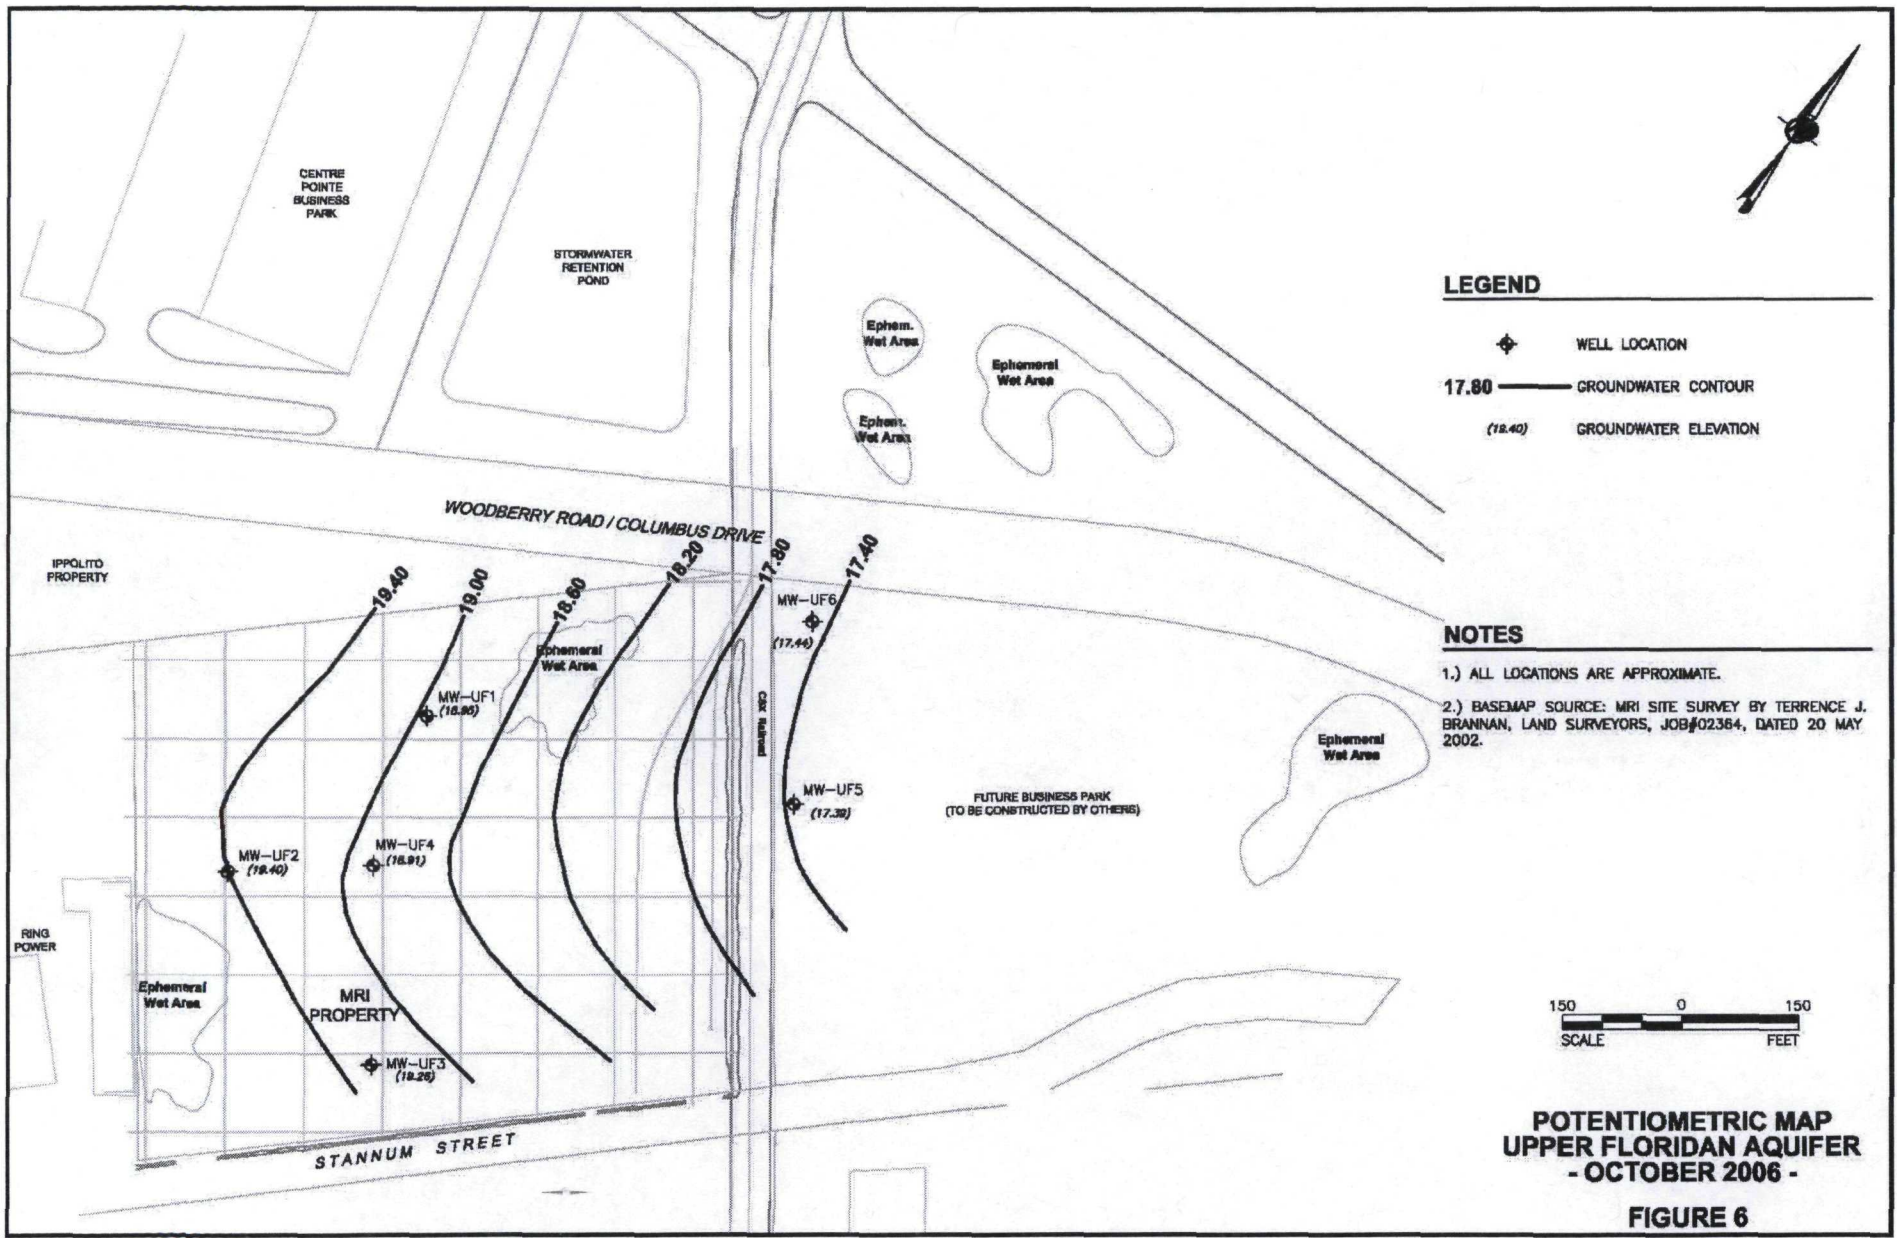 CENTRE
POINTE
BUSINESS
PARK
STORMWATER
RETENTION
POND
Ephem.
Wet Area
Ephemeral
Wet Area
Ephem.
Wet Area
LEGEND
WELL LOCATION
17.80 GROUNDWATER CONTOUR
(19.40) GROUNDWATER ELEVATION
WOODBERRY ROAD / COLUMBUS DRIVE
IPPOLITO
PROPERTY
19.40
19.00
18.60
18.20
17.80
17.40
MW-UF6
(17.44)
Ephemeral
Wet Area
MW-UF1
(18.95)
CSX Railroad
MW-UF5
(17.39)
MW-UF2
(19.40)
MW-UF4
(18.91)
FUTURE BUSINESS PARK
(TO BE CONSTRUCTED BY OTHERS)
Ephemeral
Wet Area
NOTES
1.) ALL LOCATIONS ARE APPROXIMATE.
2.) BASEMAP SOURCE: MRI SITE SURVEY BY TERRENCE J.
BRANNAN, LAND SURVEYORS, JOB#02364, DATED 20 MAY
2002.
RING
POWER
Ephemeral
Wet Area
MRI
PROPERTY
MW-UF3
(19.26)
STANNUM STREET
150 0 150
SCALE FEET
POTENTIOMETRIC MAP
UPPER FLORIDAN AQUIFER
- OCTOBER 2006 -
FIGURE 6